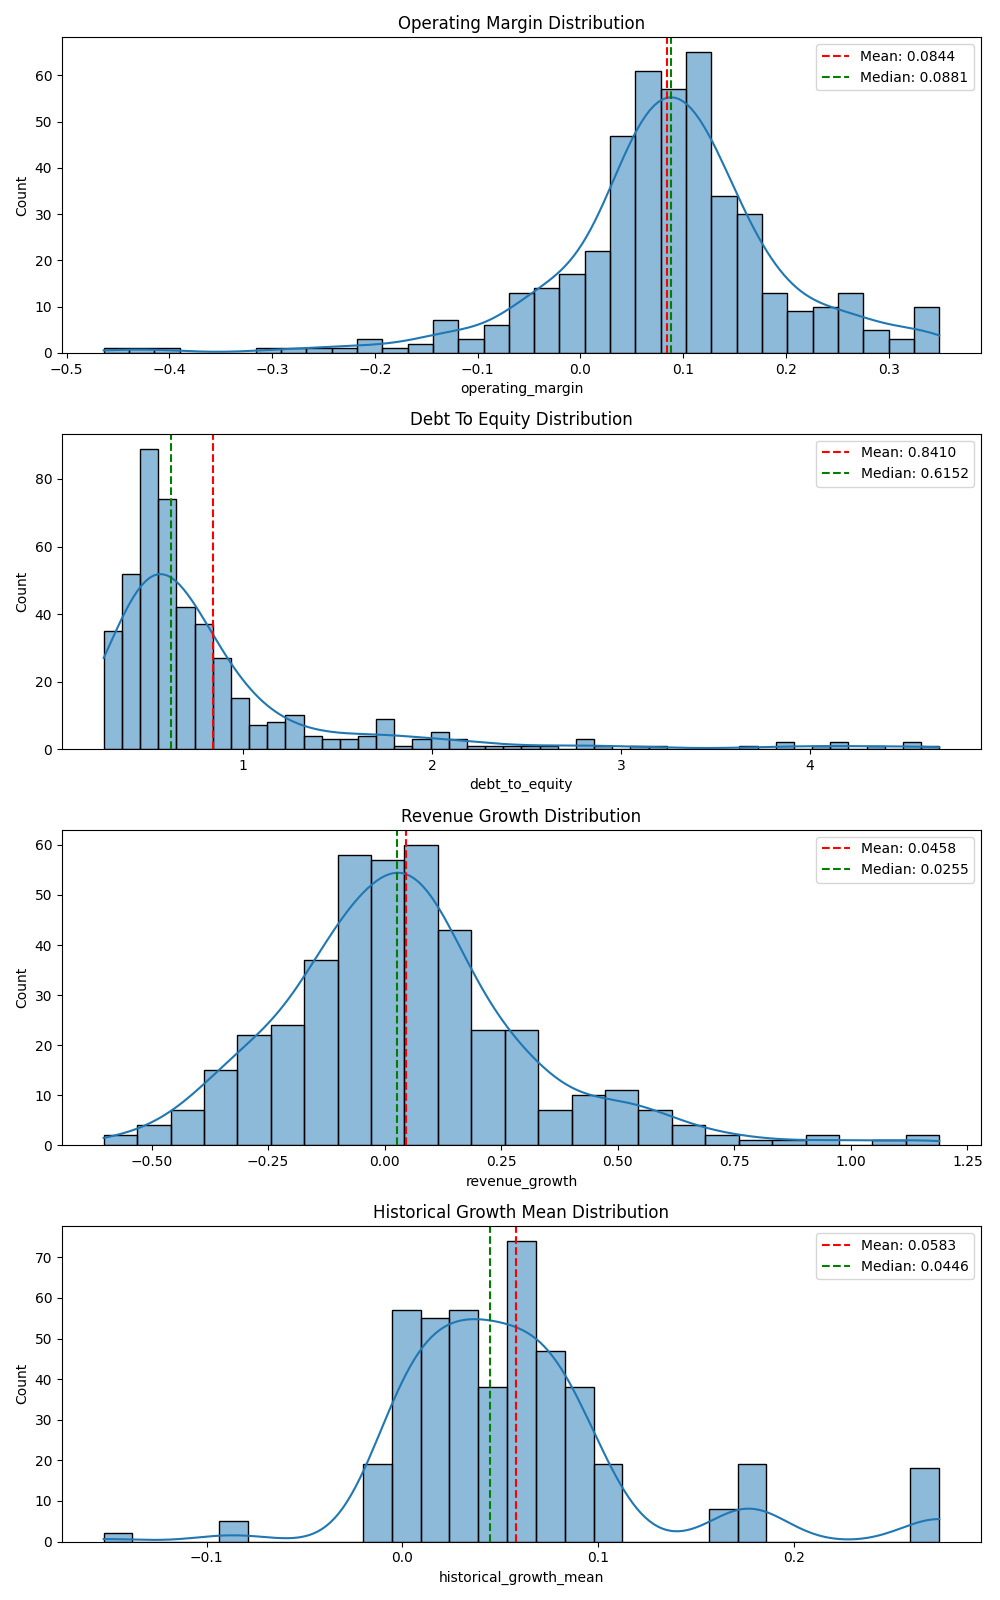 Operating Margin Distribution
Mean: 0.0844
Median: 0.0881
60
50
40
30
20
10
0
Count
−0.5 −0.4 −0.3 −0.2 −0.1 0.0 0.1 0.2 0.3
operating_margin
Debt To Equity Distribution
Mean: 0.8410
Median: 0.6152
80
60
40
20
0
Count
1 2 3 4
debt_to_equity
Revenue Growth Distribution
Mean: 0.0458
Median: 0.0255
60
50
40
30
20
10
0
Count
−0.50 −0.25 0.00 0.25 0.50 0.75 1.00 1.25
revenue_growth
Historical Growth Mean Distribution
Mean: 0.0583
Median: 0.0446
70
60
50
40
30
20
10
0
Count
−0.1 0.0 0.1 0.2
historical_growth_mean